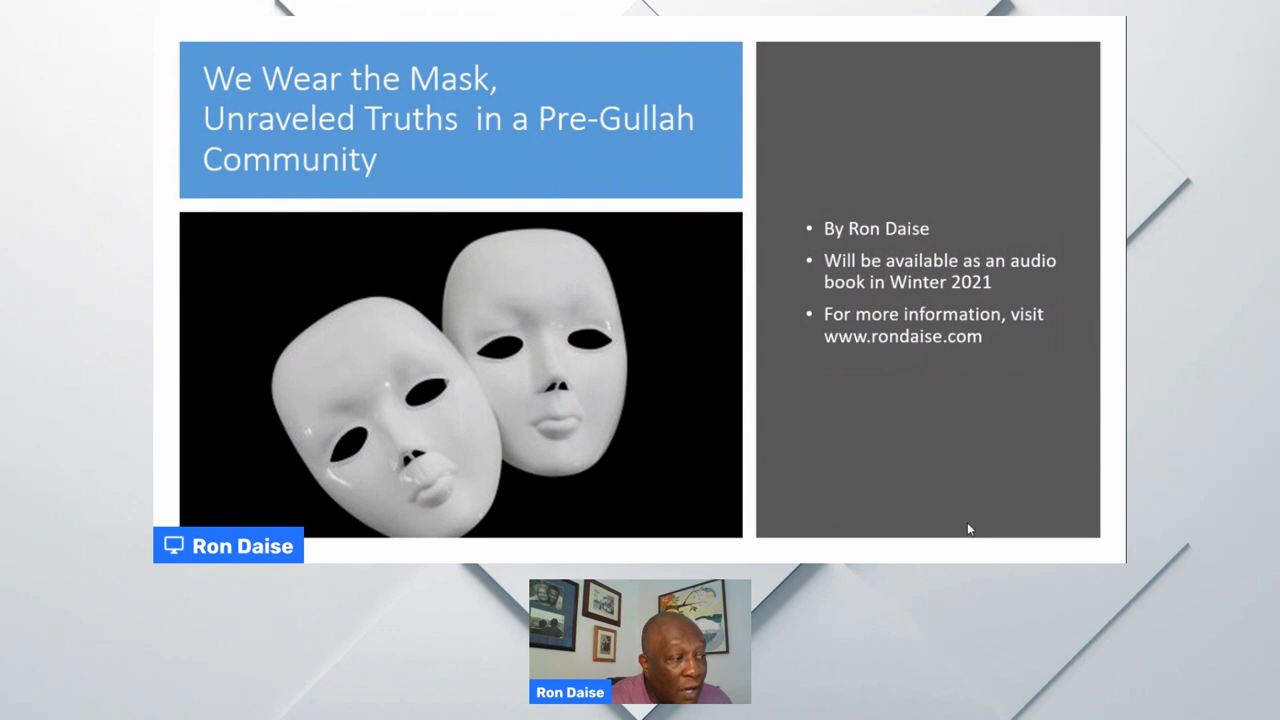 We Wear the Mask,
Unraveled Truths in a Pre-Gullah
Community
• By Ron Daise
• Will be available as an audio
book in Winter 2021
• For more information, visit
www.rondaise.com
Ron Daise
Ron Daise